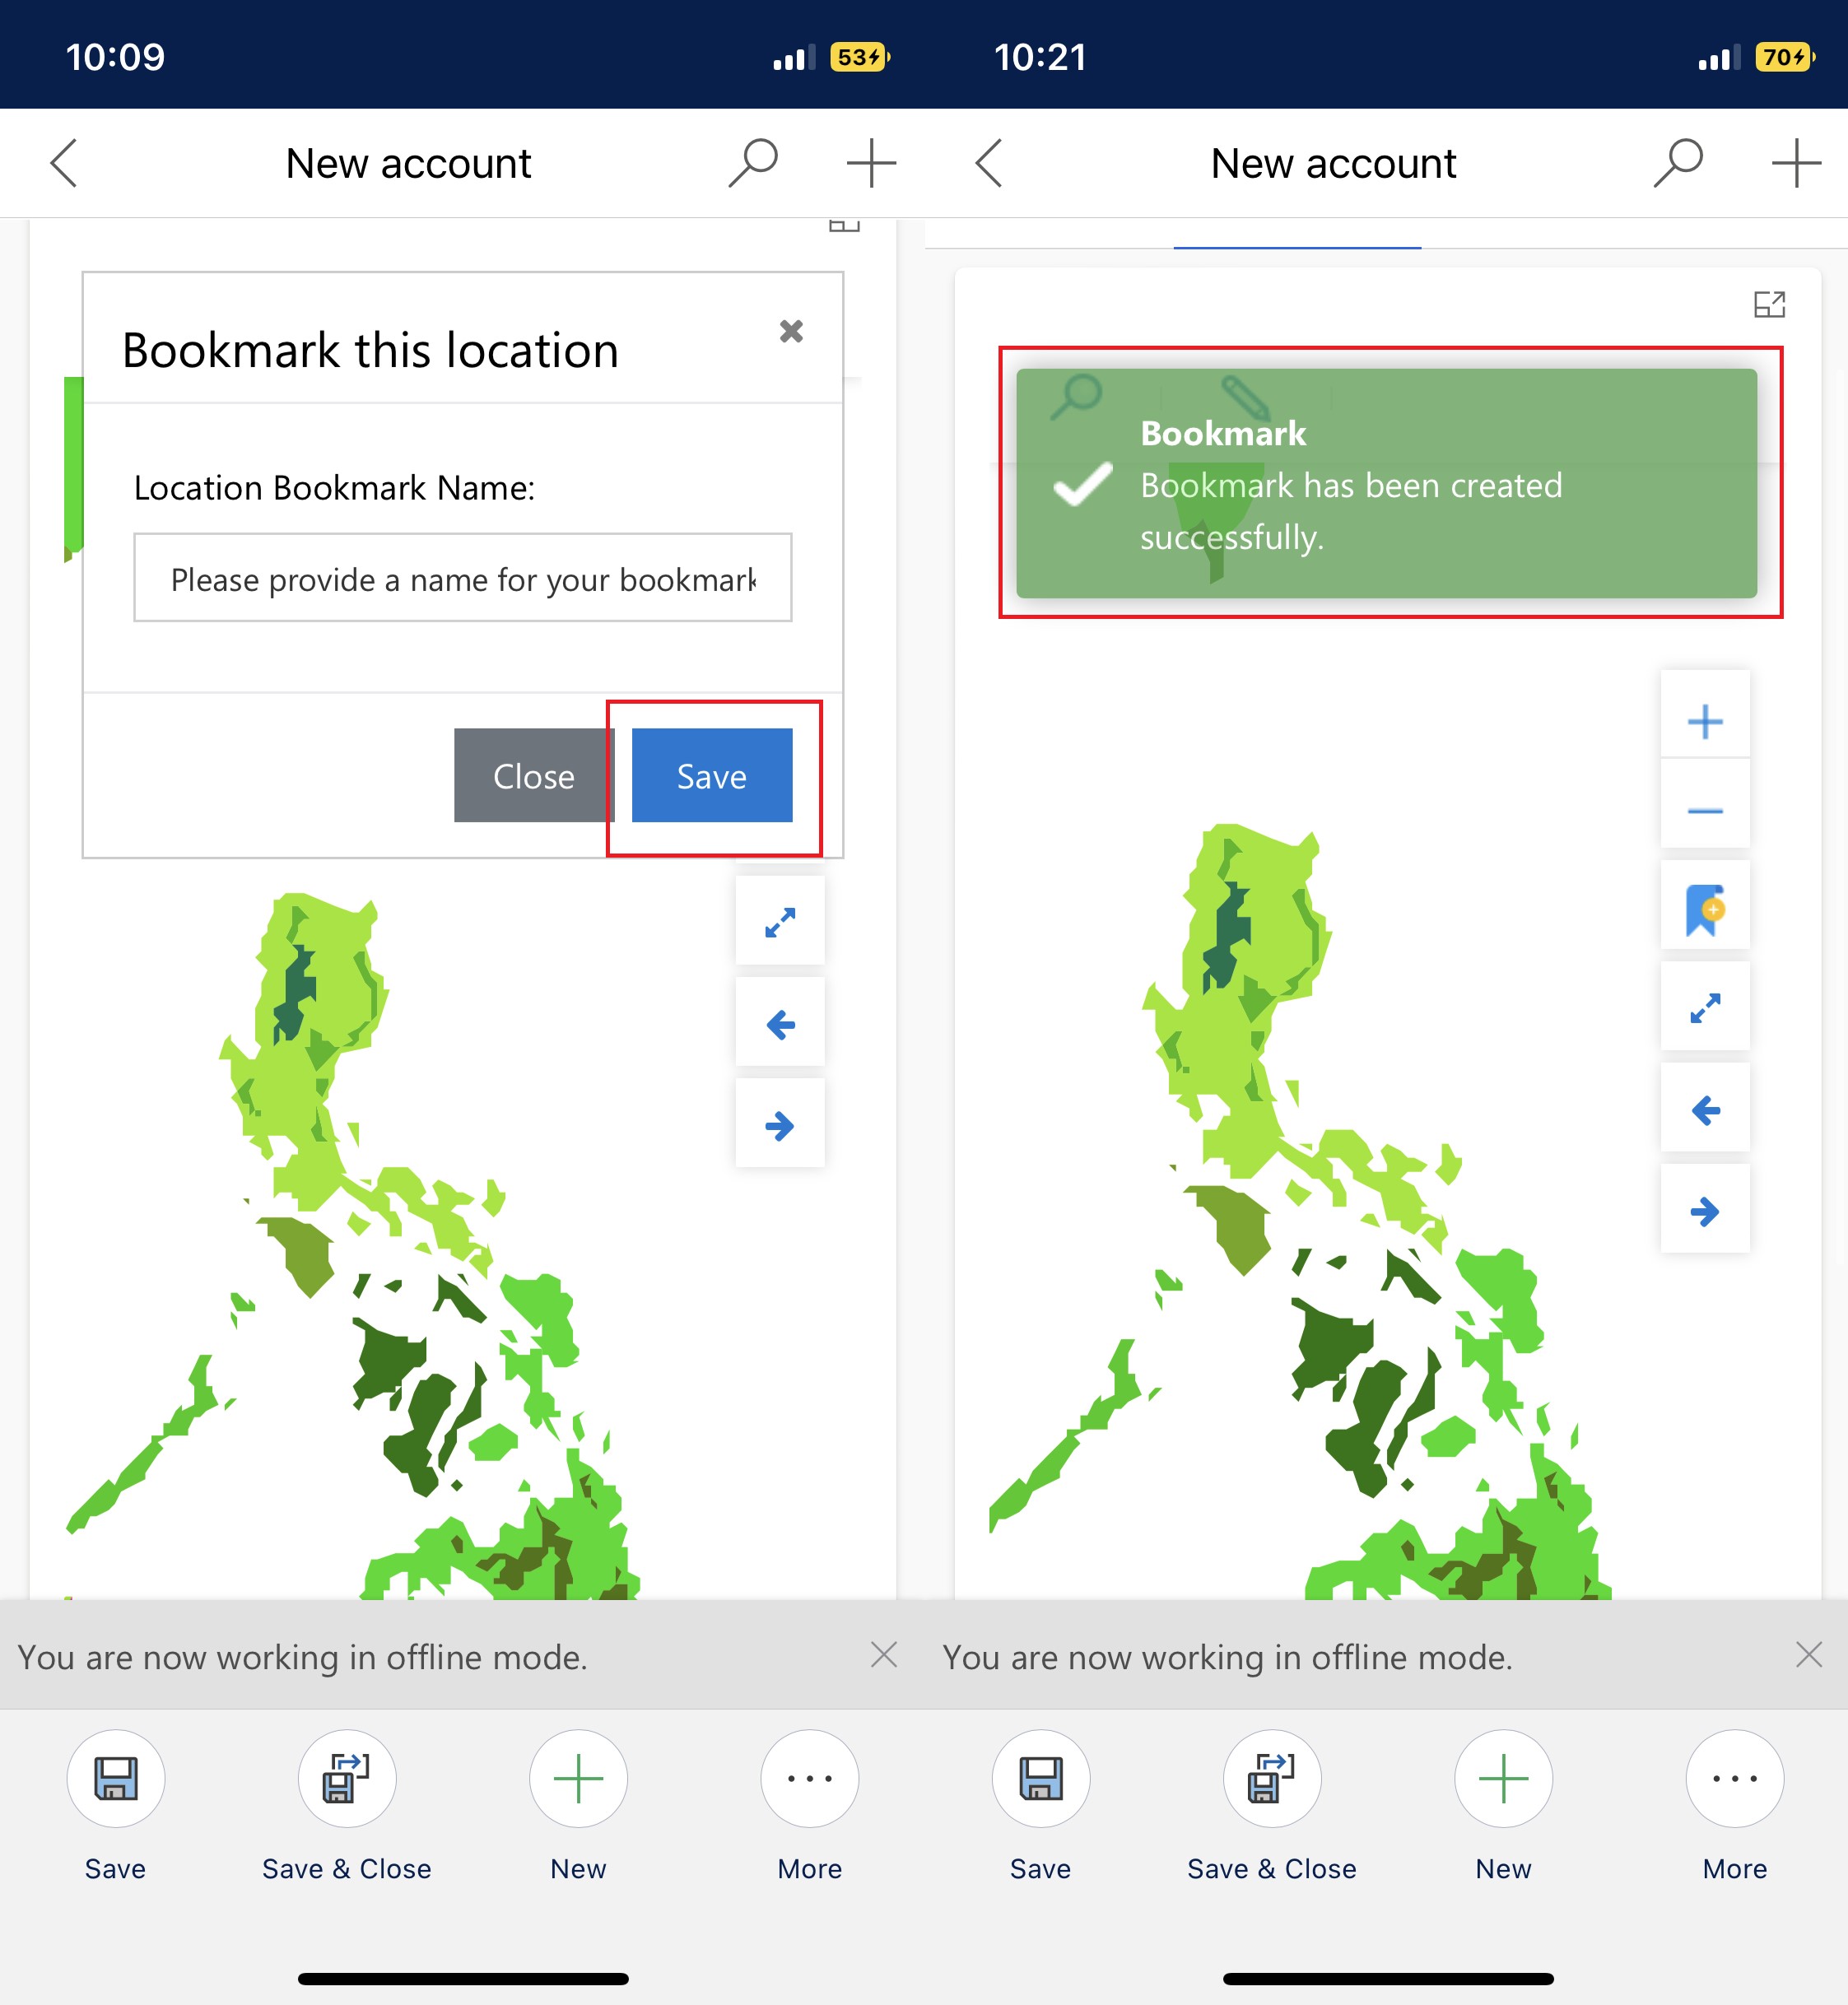 10:09
53
New account
Bookmark this location
Location Bookmark Name:
Please provide a name for your bookmark
Close
Save
You are now working in offline mode.
Save
Save & Close
New
More
10:21
70
New account
Bookmark
Bookmark has been created
successfully.
You are now working in offline mode.
Save
Save & Close
New
More